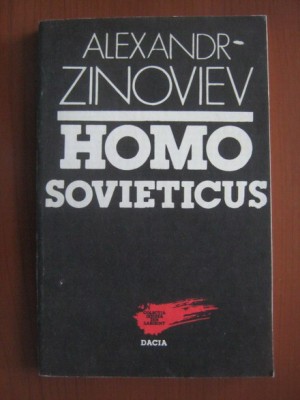 ALEXANDR
ZINOVIEV
HOMO
SOVIETICUS
DACIA